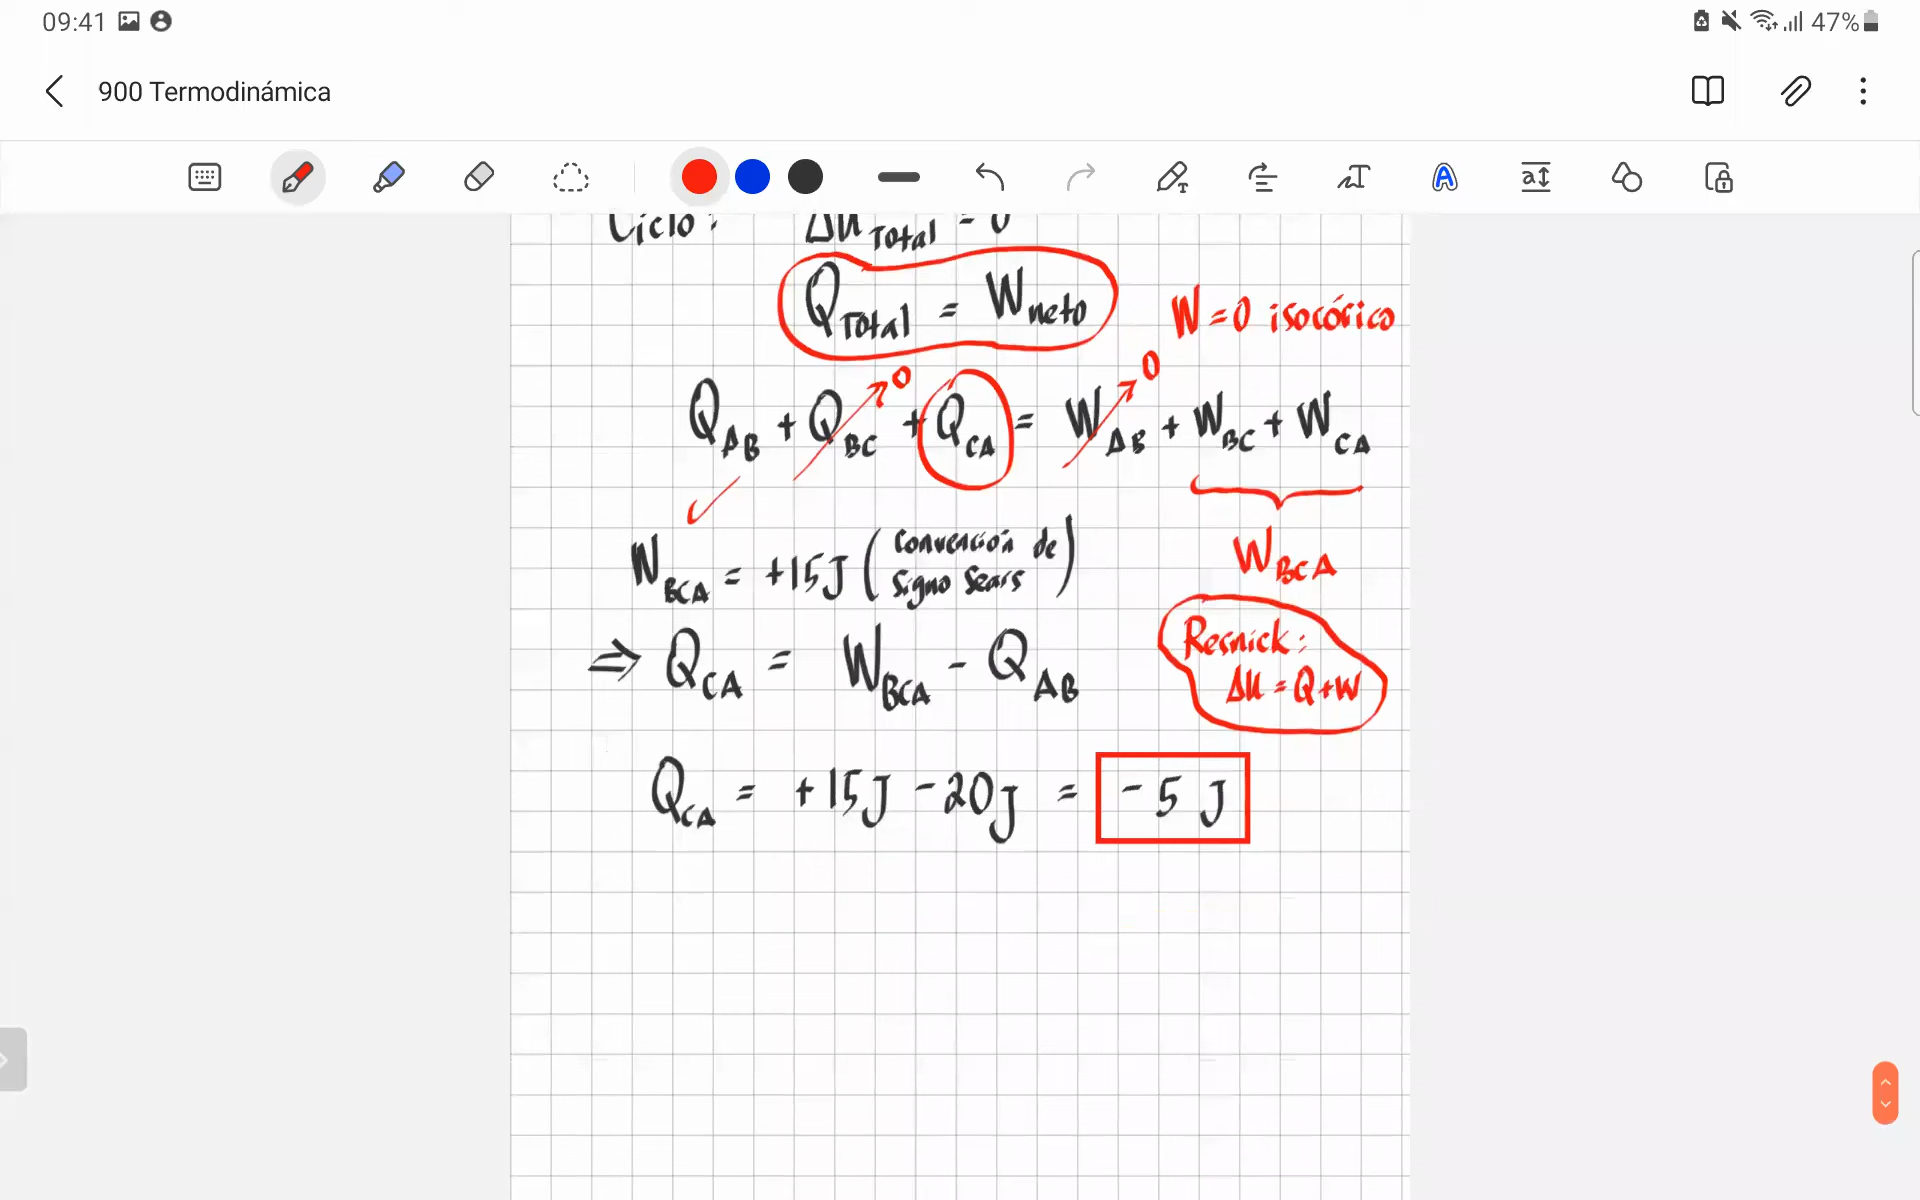 09:41
47%
900 Termodinámica
Ciclo: ΔU Total = 0
Q Total = W neto
W = 0 isocórico
Q AB + Q BC + Q CA = W AB + W BC + W CA
0
0
W BCA = +15J (Convención de Signo Sears)
W BCA
⇒ Q CA = W BCA - Q AB
Resnick:
ΔU = Q + W
Q CA = +15J - 20J = -5 J